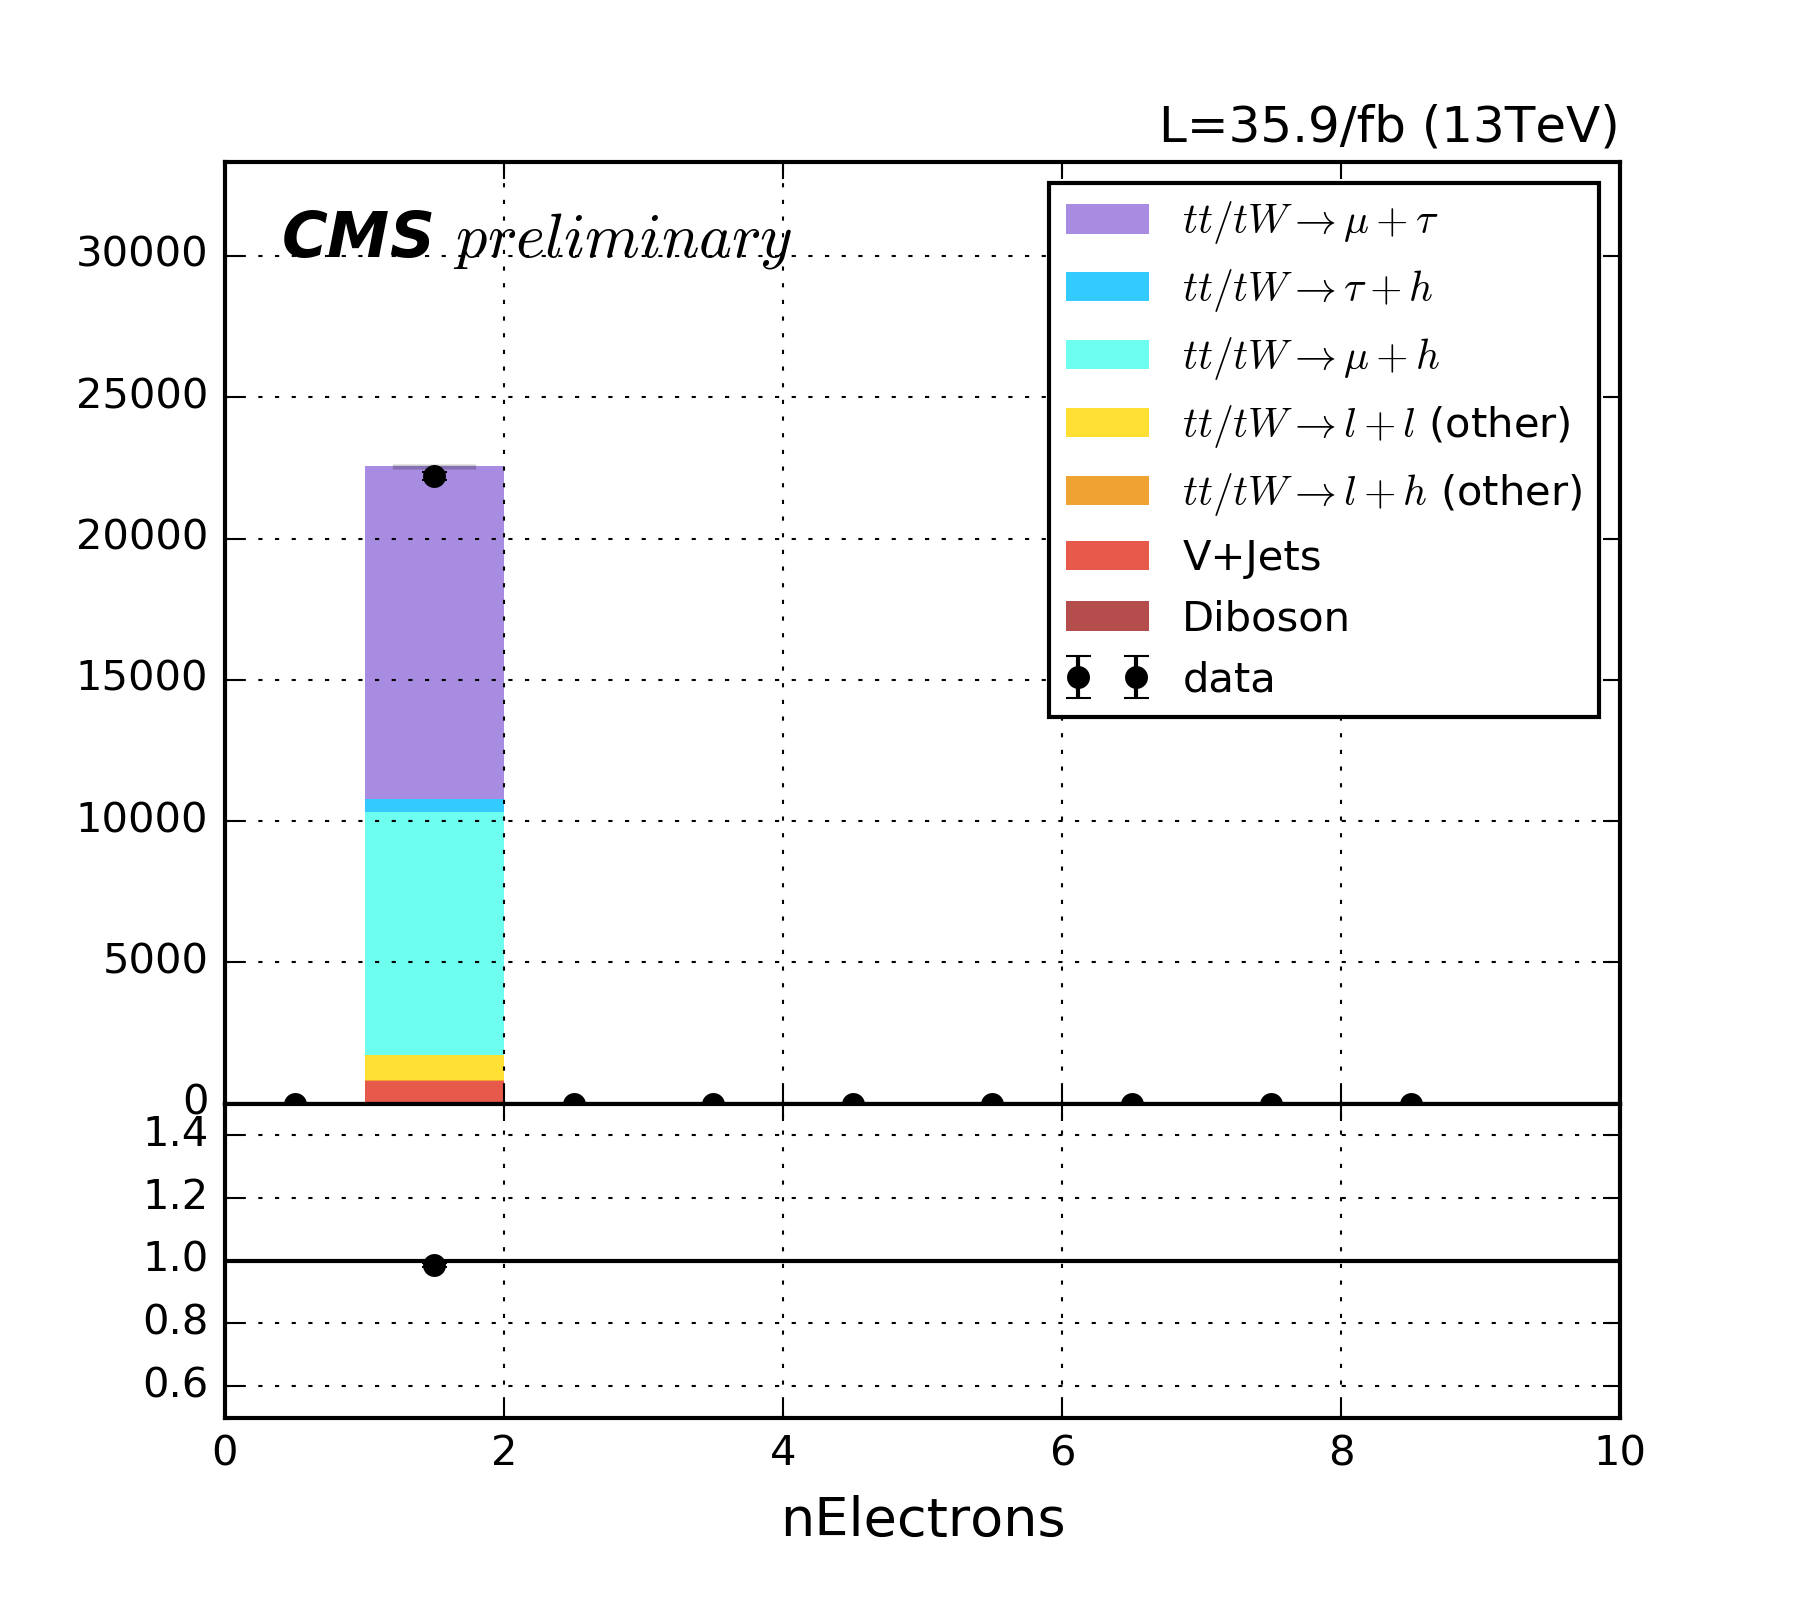 L=35.9/fb (13TeV)
CMS preliminary
tt/tW→μ+τ
tt/tW→τ+h
tt/tW→μ+h
tt/tW→l+l (other)
tt/tW→l+h (other)
V+Jets
Diboson
data
30000
25000
20000
15000
10000
5000
0
1.4
1.2
1.0
0.8
0.6
0 2 4 6 8 10
nElectrons